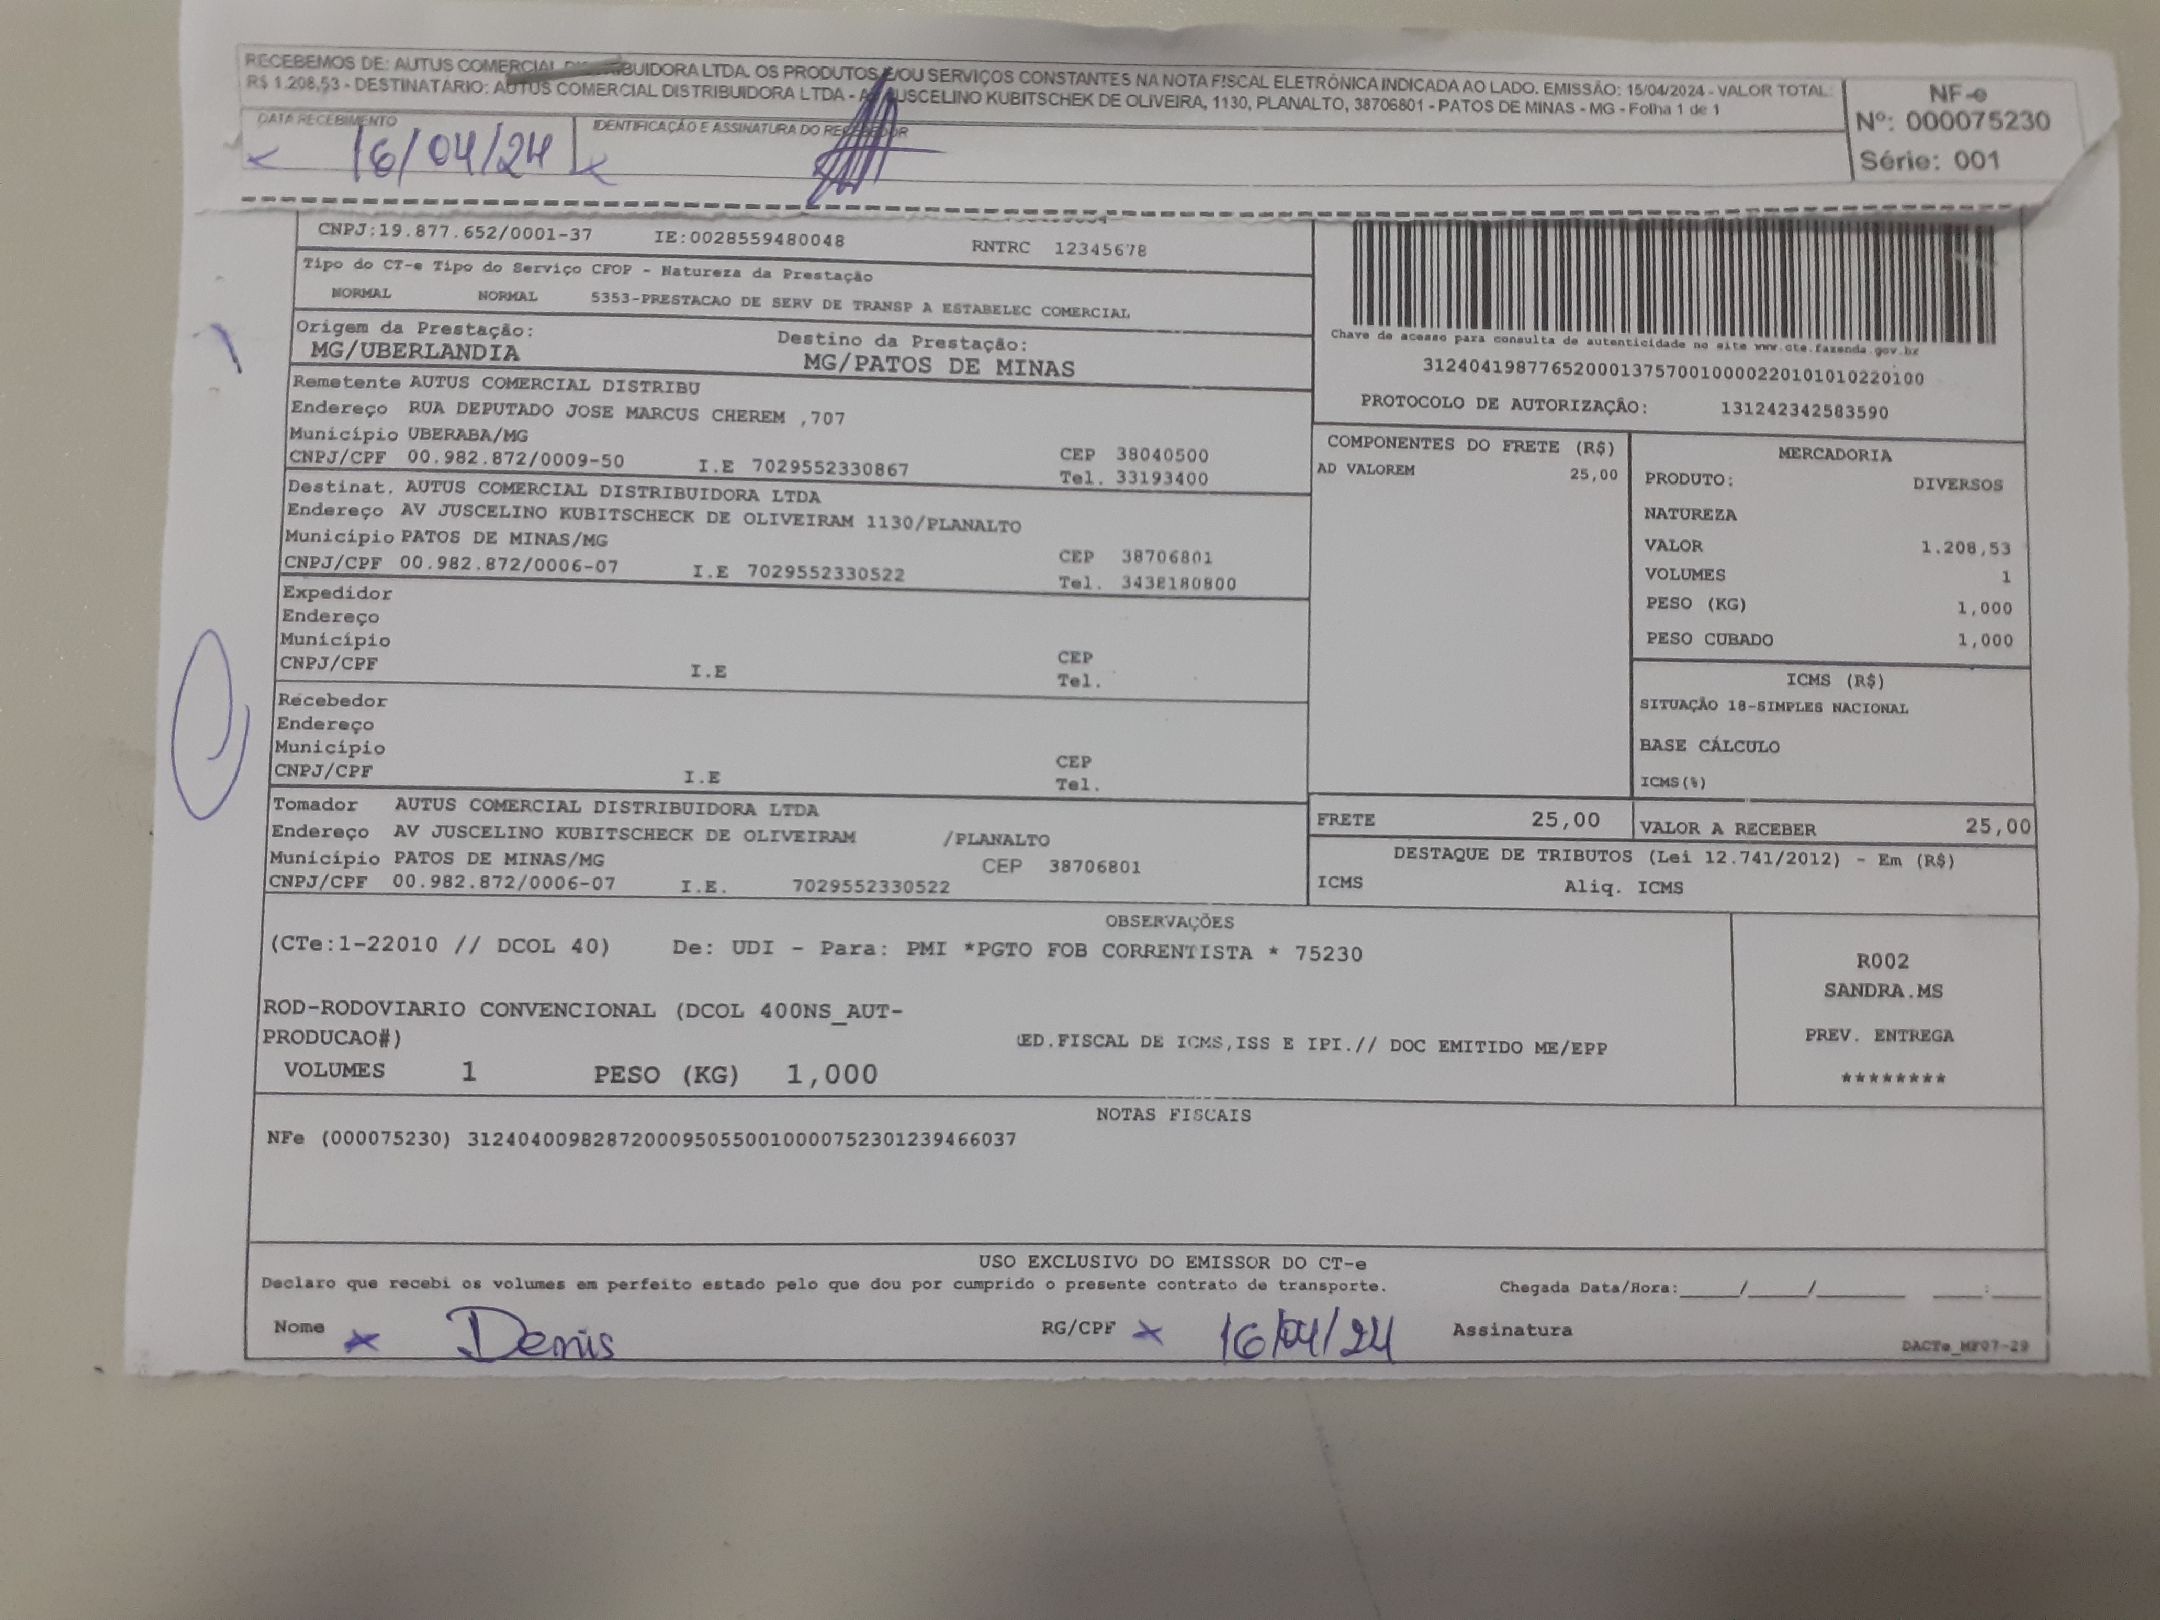 RECEBEMOS DE: AUTUS COMERCIAL DISTRIBUIDORA LTDA. OS PRODUTOS E/OU SERVIÇOS CONSTANTES NA NOTA FISCAL ELETRÔNICA INDICADA AO LADO. EMISSÃO: 15/04/2024 - VALOR TOTAL:
R$ 1.208,53 - DESTINATÁRIO: AUTUS COMERCIAL DISTRIBUIDORA LTDA - JUSCELINO KUBITSCHEK DE OLIVEIRA, 1130, PLANALTO, 38706801 - PATOS DE MINAS - MG - Folha 1 de 1
NF-e
Nº: 000075230
Série: 001
DATA RECEBIMENTO
16/04/24
IDENTIFICAÇÃO E ASSINATURA DO RECEBEDOR
CNPJ:19.877.652/0001-37 IE:0028559480048 RNTRC 12345678
Tipo do CT-e Tipo do Serviço CFOP - Natureza da Prestação
NORMAL NORMAL 5353-PRESTACAO DE SERV DE TRANSP A ESTABELEC COMERCIAL
Origem da Prestação: Destino da Prestação:
MG/UBERLANDIA MG/PATOS DE MINAS
Chave de acesso para consulta de autenticidade no site www.cte.fazenda.gov.br
31240419877652000137570010000220101010220100
PROTOCOLO DE AUTORIZAÇÃO: 131242342583590
Remetente AUTUS COMERCIAL DISTRIBU
Endereço RUA DEPUTADO JOSE MARCUS CHEREM ,707
Município UBERABA/MG CEP 38040500
CNPJ/CPF 00.982.872/0009-50 I.E 7029552330867 Tel. 33193400
Destinat. AUTUS COMERCIAL DISTRIBUIDORA LTDA
Endereço AV JUSCELINO KUBITSCHECK DE OLIVEIRAM 1130/PLANALTO
Município PATOS DE MINAS/MG CEP 38706801
CNPJ/CPF 00.982.872/0006-07 I.E 7029552330522 Tel. 3438180800
Expedidor
Endereço
Município CEP
CNPJ/CPF I.E Tel.
Recebedor
Endereço
Município CEP
CNPJ/CPF I.E Tel.
Tomador AUTUS COMERCIAL DISTRIBUIDORA LTDA
Endereço AV JUSCELINO KUBITSCHECK DE OLIVEIRAM /PLANALTO
Município PATOS DE MINAS/MG CEP 38706801
CNPJ/CPF 00.982.872/0006-07 I.E. 7029552330522
COMPONENTES DO FRETE (R$)
AD VALOREM 25,00
MERCADORIA
PRODUTO: DIVERSOS
NATUREZA
VALOR 1.208,53
VOLUMES 1
PESO (KG) 1,000
PESO CUBADO 1,000
ICMS (R$)
SITUAÇÃO 18-SIMPLES NACIONAL
BASE CÁLCULO
ICMS(%)
FRETE 25,00 VALOR A RECEBER 25,00
DESTAQUE DE TRIBUTOS (Lei 12.741/2012) - Em (R$)
ICMS Aliq. ICMS
OBSERVAÇÕES
(CTe:1-22010 // DCOL 40) De: UDI - Para: PMI *PGTO FOB CORRENTISTA * 75230
ROD-RODOVIARIO CONVENCIONAL (DCOL 400NS_AUT-
PRODUCAO#) ED.FISCAL DE ICMS,ISS E IPI.// DOC EMITIDO ME/EPP
VOLUMES 1 PESO (KG) 1,000
R002
SANDRA.MS
PREV. ENTREGA
********
NOTAS FISCAIS
NFe (000075230) 31240400982872000950550010000752301239466037
USO EXCLUSIVO DO EMISSOR DO CT-e
Declaro que recebi os volumes em perfeito estado pelo que dou por cumprido o presente contrato de transporte. Chegada Data/Hora:_____/_____/_______ ____:____
Nome Denis RG/CPF 16/04/24 Assinatura
DACTe_MF07-29